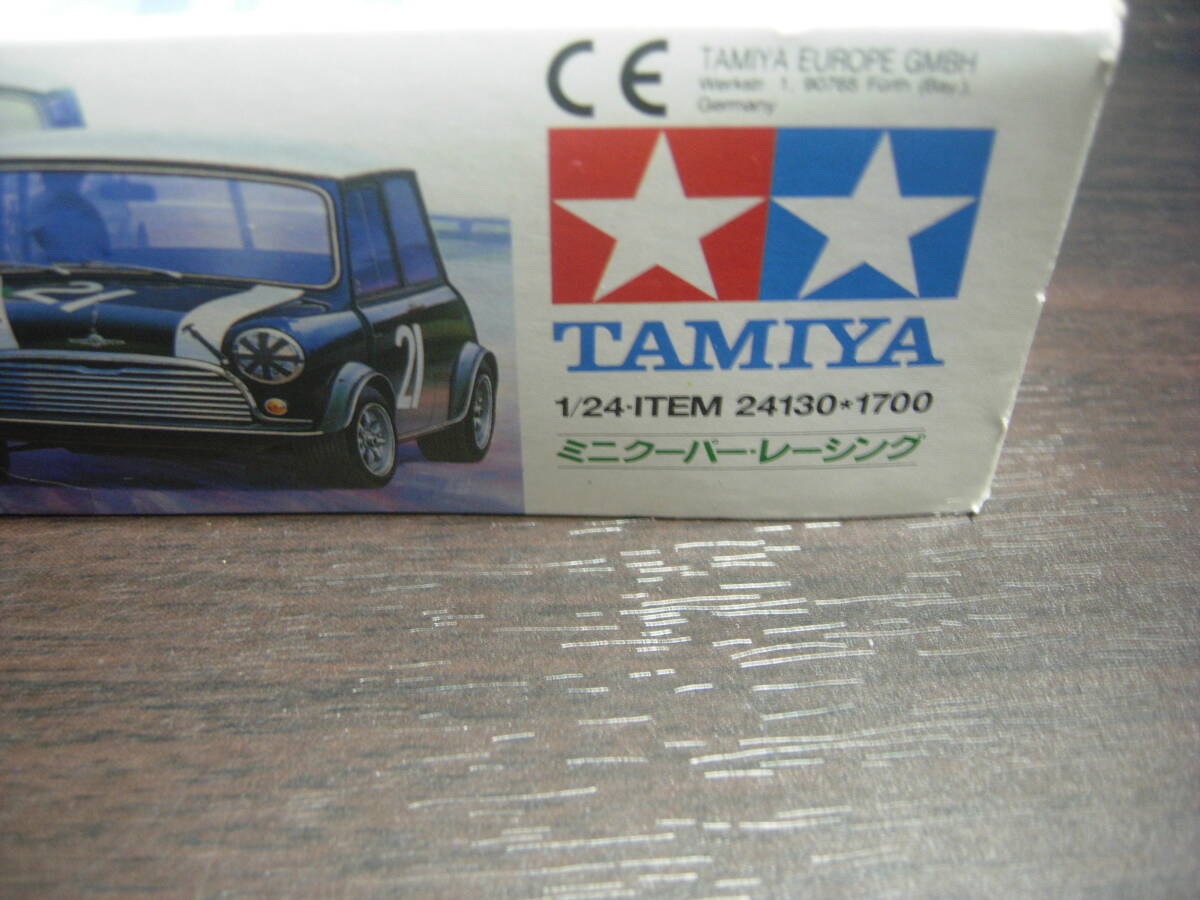 CE
TAMIYA EUROPE GMBH
Werkstr. 1, 90765 Fürth (Bay.),
Germany
TAMIYA
1/24·ITEM 24130*1700
ミニクーパー・レーシング
21
21